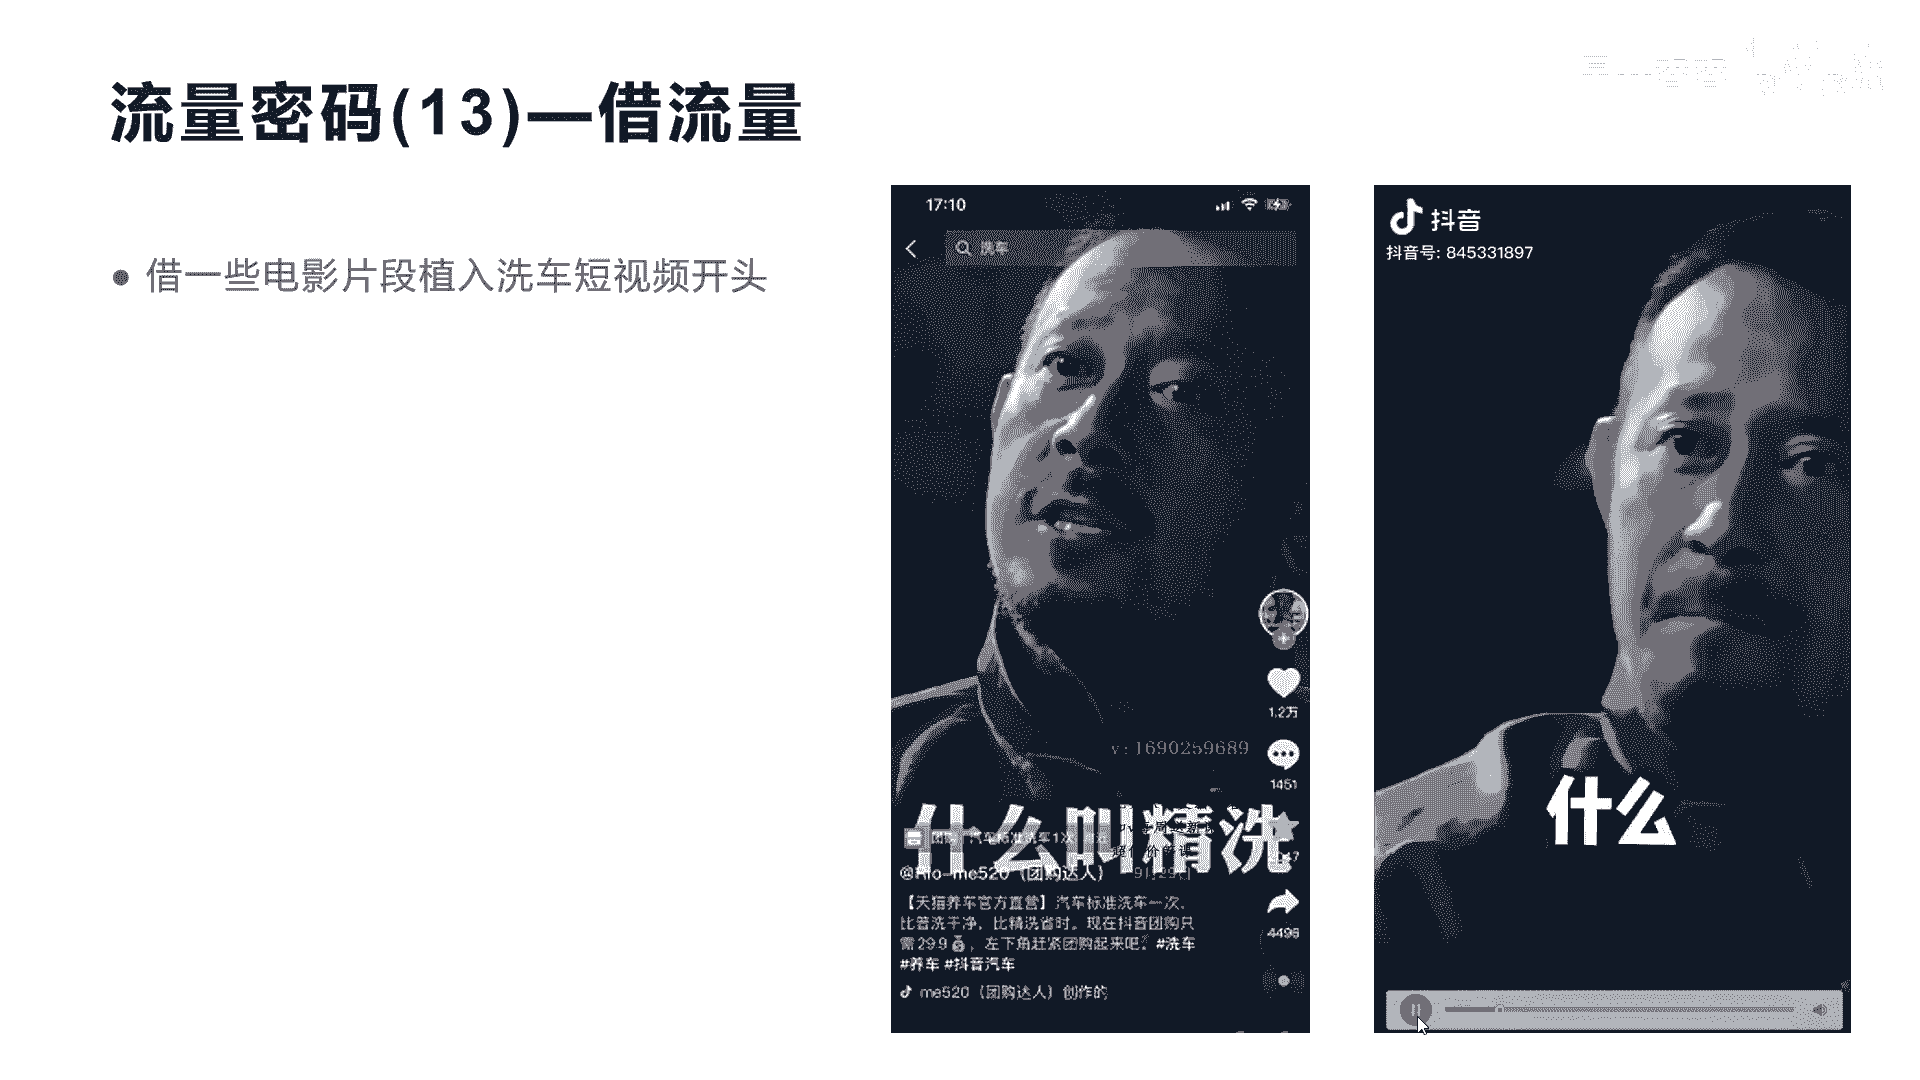 流量密码(13)—借流量
• 借一些电影片段植入洗车短视频开头
17:10
洗车
1.2万
v:1690259689
1451
什么叫精洗
汽车标准洗车1次
me520（团购达人）
9月29日
【天猫养车官方直营】汽车标准洗车一次，
比普洗干净，比精洗省时。现在抖音团购只
需29.9💰，左下角赶紧团购起来吧。#洗车
#养车 #抖音汽车
me520（团购达人）创作的
4496
抖音
抖音号: 845331897
什么